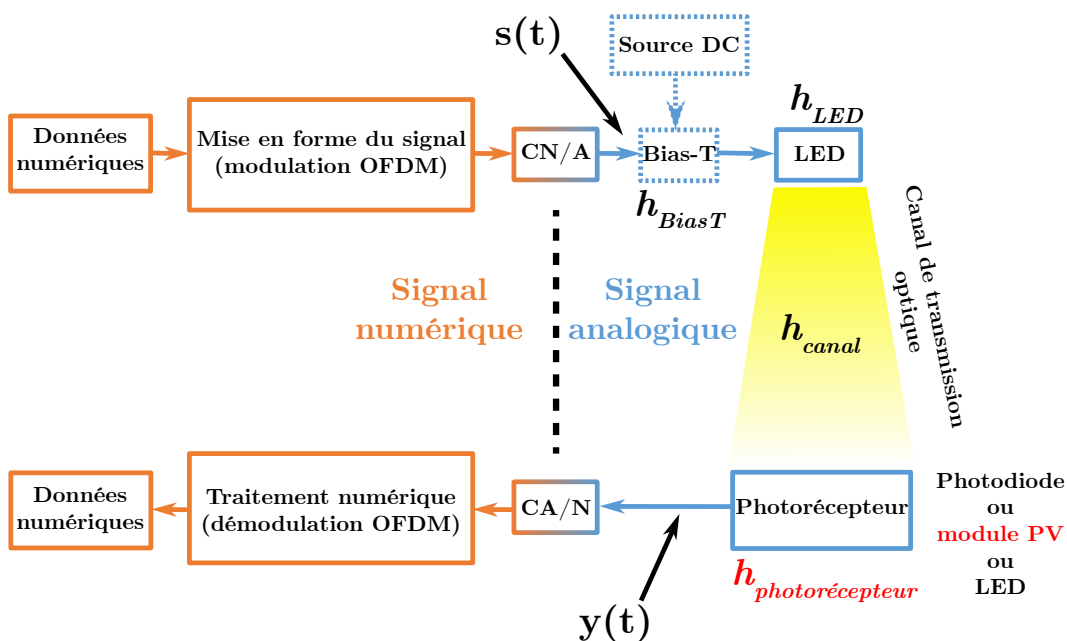 s(t)
Source DC
Données
numériques
Mise en forme du signal
(modulation OFDM)
CN/A
Bias-T
h_BiasT
h_LED
LED
Signal
numérique
Signal
analogique
h_canal
Canal de transmission
optique
Données
numériques
Traitement numérique
(démodulation OFDM)
CA/N
y(t)
Photorécepteur
h_photorécepteur
Photodiode
ou
module PV
ou
LED